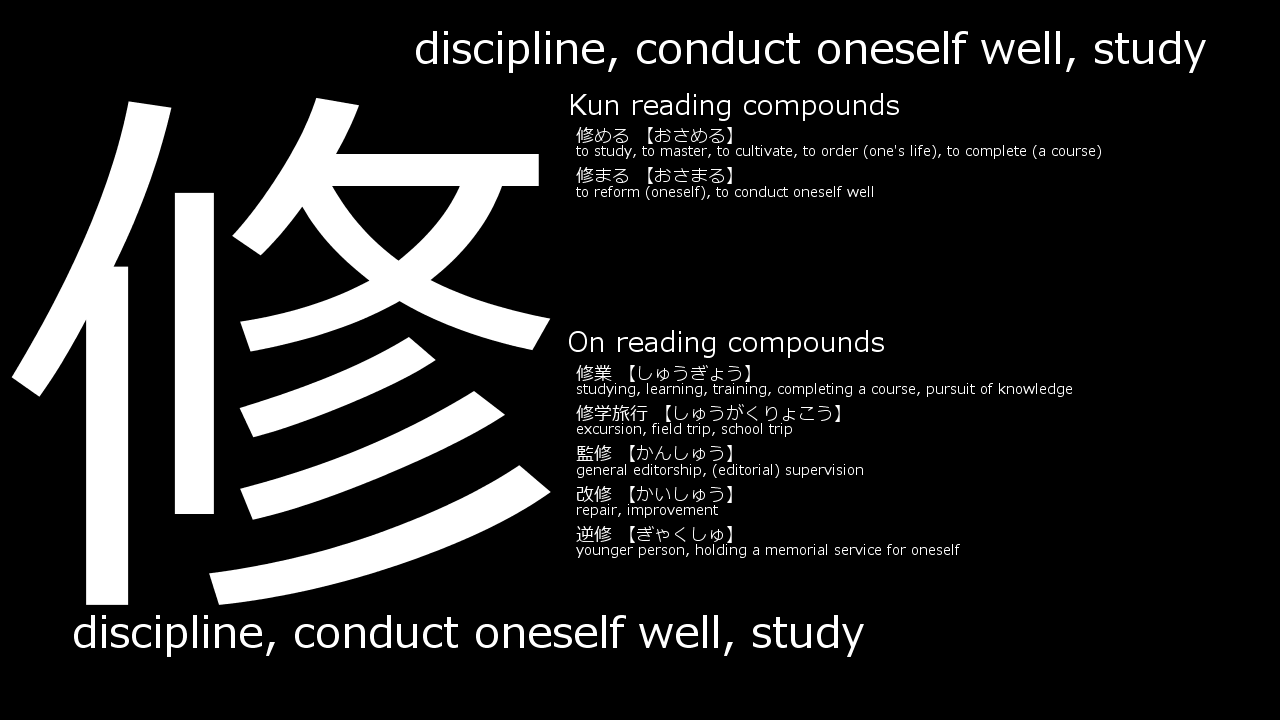 discipline, conduct oneself well, study
修
Kun reading compounds
修める 【おさめる】
to study, to master, to cultivate, to order (one's life), to complete (a course)
修まる 【おさまる】
to reform (oneself), to conduct oneself well
On reading compounds
修業 【しゅうぎょう】
studying, learning, training, completing a course, pursuit of knowledge
修学旅行 【しゅうがくりょこう】
excursion, field trip, school trip
監修 【かんしゅう】
general editorship, (editorial) supervision
改修 【かいしゅう】
repair, improvement
逆修 【ぎゃくしゅ】
younger person, holding a memorial service for oneself
discipline, conduct oneself well, study